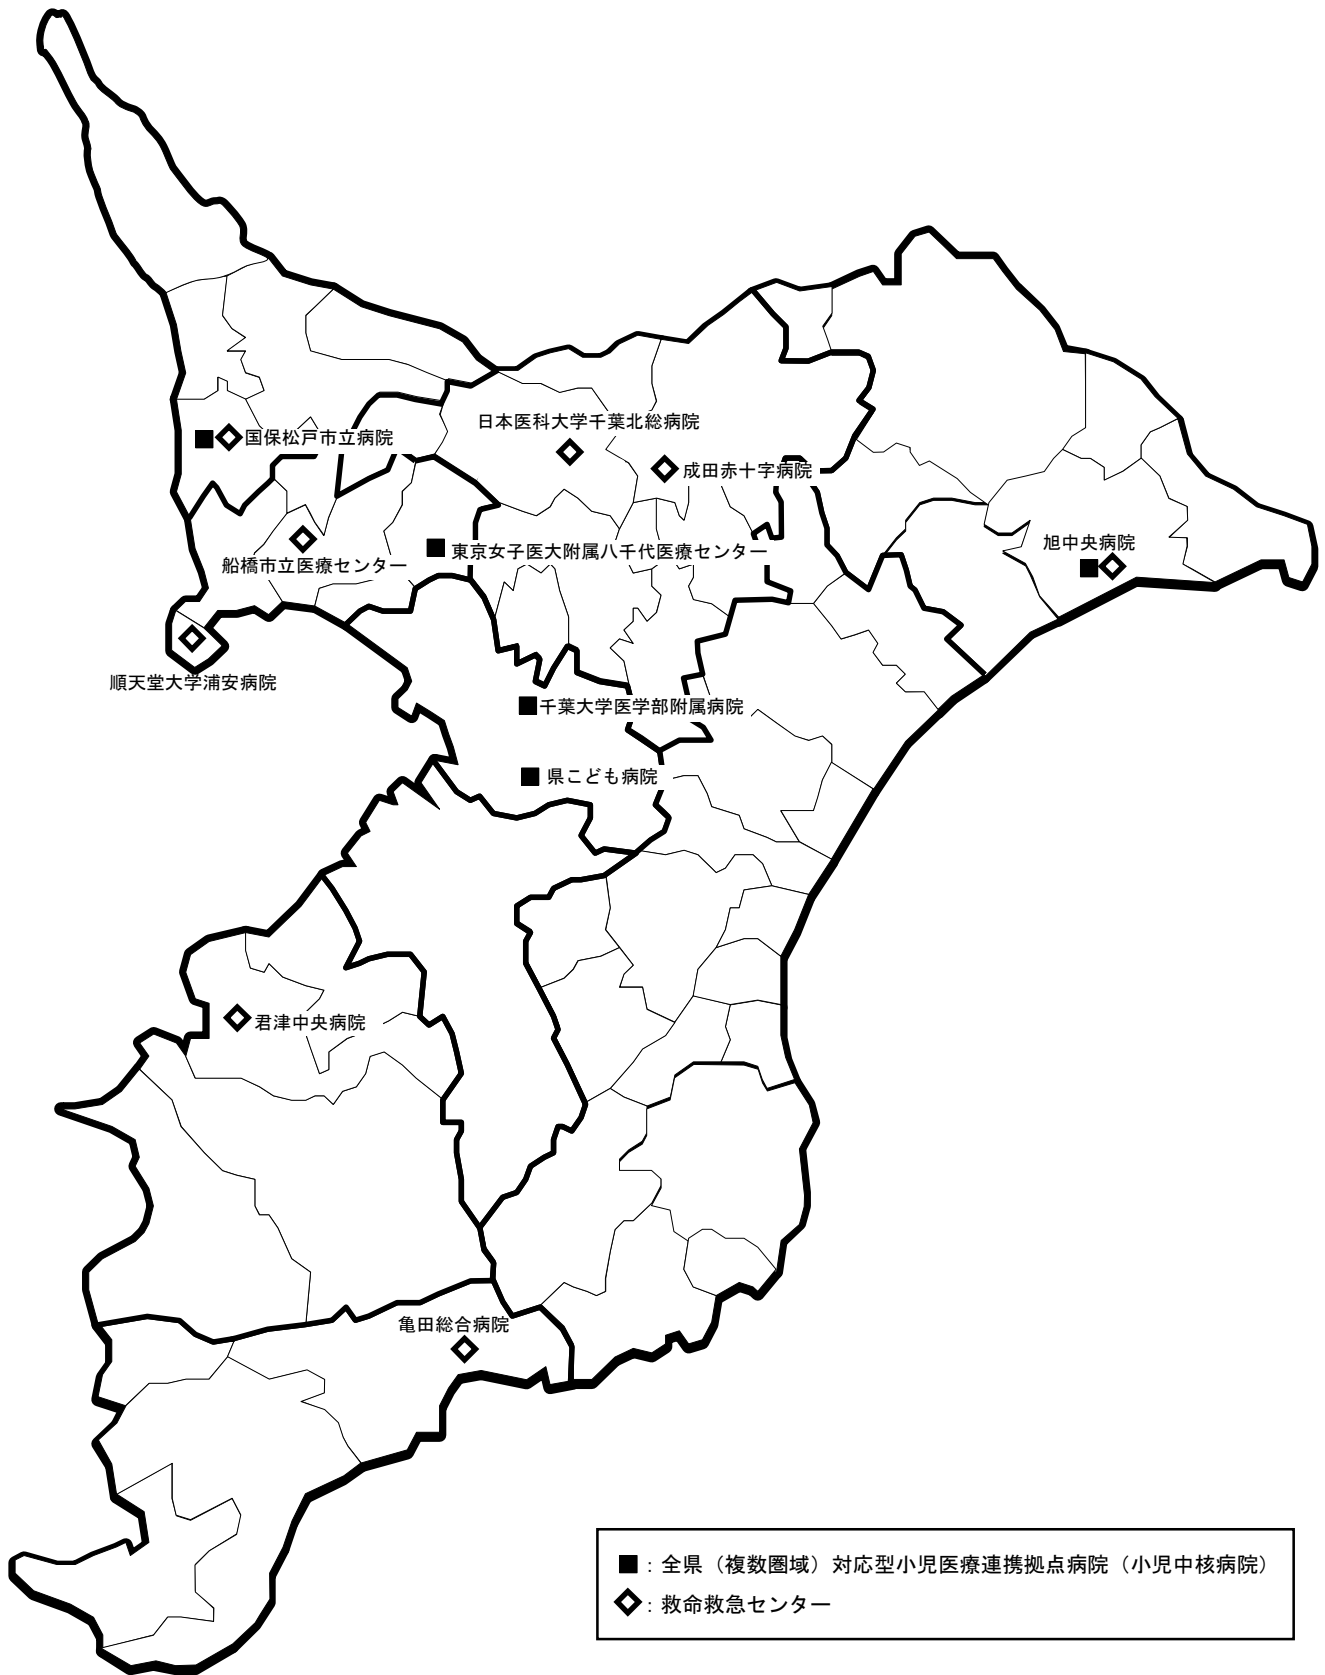 日本医科大学千葉北総病院
国保松戸市立病院
成田赤十字病院
旭中央病院
東京女子医大附属八千代医療センター
船橋市立医療センター
順天堂大学浦安病院
千葉大学医学部附属病院
県こども病院
君津中央病院
亀田総合病院
■：全県（複数圏域）対応型小児医療連携拠点病院（小児中核病院）
◇：救命救急センター